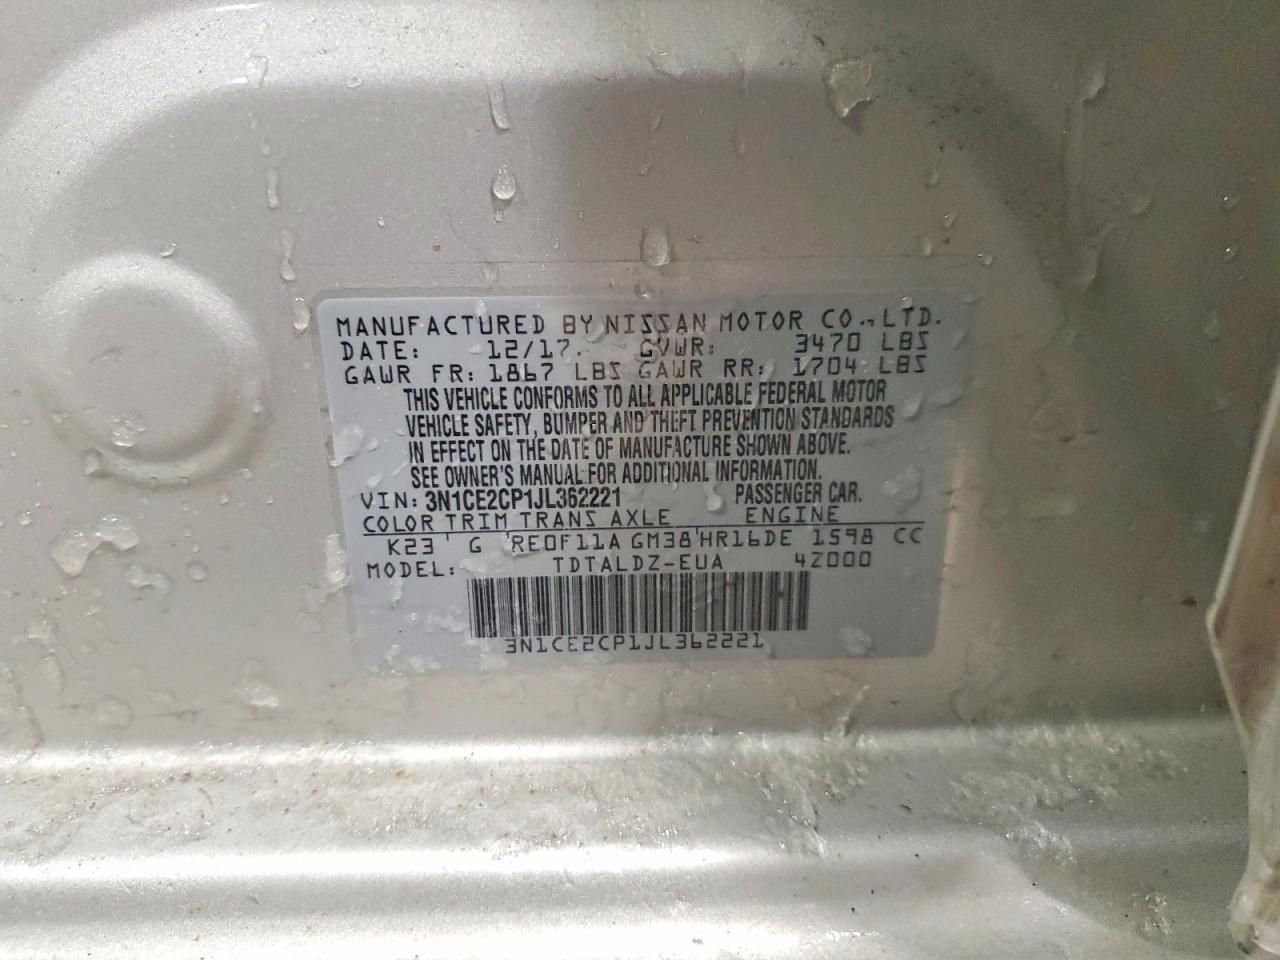 MANUFACTURED BY NISSAN MOTOR CO.,LTD.
DATE: 12/17. GVWR: 3470 LBS
GAWR FR: 1867 LBS GAWR RR: 1704 LBS
THIS VEHICLE CONFORMS TO ALL APPLICABLE FEDERAL MOTOR
VEHICLE SAFETY, BUMPER AND THEFT PREVENTION STANDARDS
IN EFFECT ON THE DATE OF MANUFACTURE SHOWN ABOVE.
SEE OWNER'S MANUAL FOR ADDITIONAL INFORMATION.
VIN: 3N1CE2CP1JL362221 PASSENGER CAR.
COLOR TRIM TRANS AXLE ENGINE
K23 G RE0F11A GM38 HR16DE 1598 CC
MODEL: TDTALDZ-EUA 42000
3N1CE2CP1JL362221